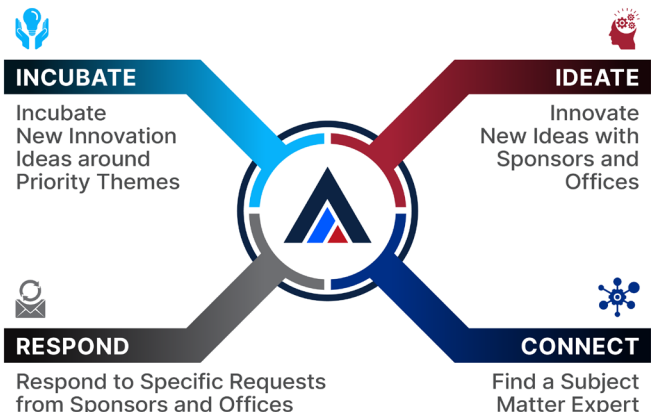 INCUBATE
Incubate
New Innovation
Ideas around
Priority Themes
IDEATE
Innovate
New Ideas with
Sponsors and
Offices
RESPOND
Respond to Specific Requests
from Sponsors and Offices
CONNECT
Find a Subject
Matter Expert